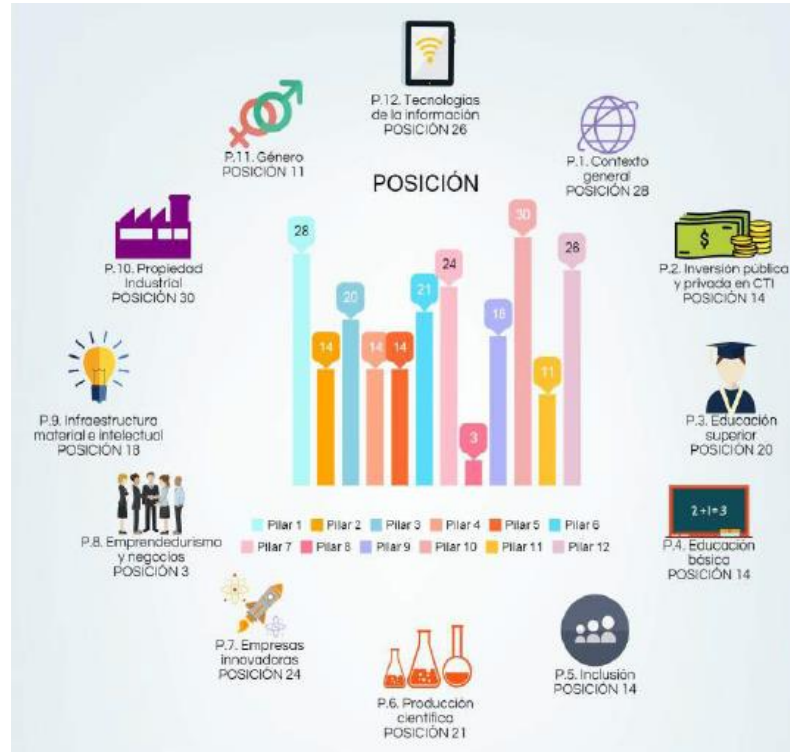 P.12. Tecnologías
de la información
POSICIÓN 26
P.11. Género
POSICIÓN 11
P.1. Contexto
general
POSICIÓN 28
POSICIÓN
P.10. Propiedad
Industrial
POSICIÓN 30
P.2. Inversión pública
y privada en CTI
POSICIÓN 14
28
14
20
14
14
21
24
3
18
30
11
26
P.9. Infraestructura
material e intelectual
POSICIÓN 18
P.3. Educación
superior
POSICIÓN 20
P.8. Emprendedurismo
y negocios
POSICIÓN 3
2+1=3
P.4. Educación
básica
POSICIÓN 14
Pilar 1 Pilar 2 Pilar 3 Pilar 4 Pilar 5 Pilar 6
Pilar 7 Pilar 8 Pilar 9 Pilar 10 Pilar 11 Pilar 12
P.7. Empresas
innovadoras
POSICIÓN 24
P.6. Producción
científica
POSICIÓN 21
P.5. Inclusión
POSICIÓN 14
$